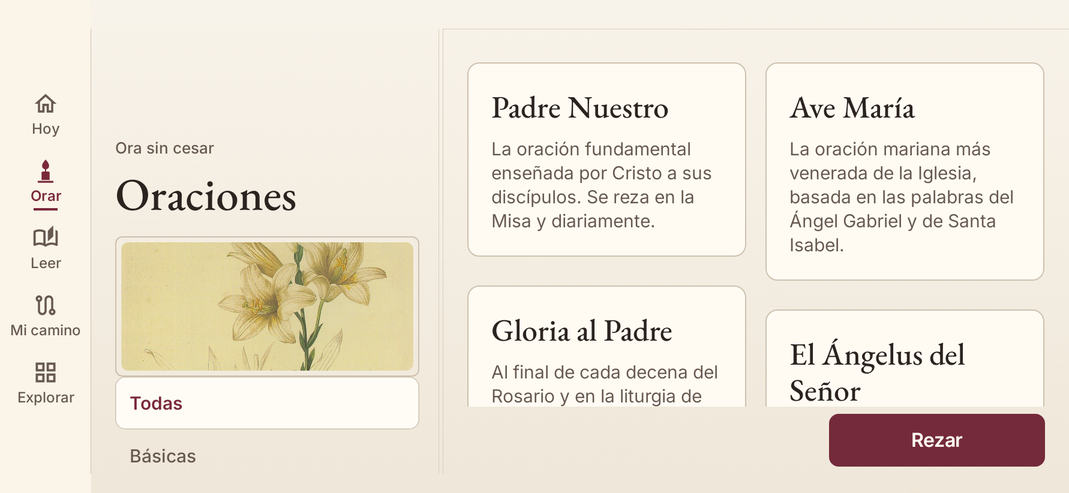 Hoy
Orar
Leer
Mi camino
Explorar
Ora sin cesar
Oraciones
Todas
Básicas
Padre Nuestro
La oración fundamental
enseñada por Cristo a sus
discípulos. Se reza en la
Misa y diariamente.
Ave María
La oración mariana más
venerada de la Iglesia,
basada en las palabras del
Ángel Gabriel y de Santa
Isabel.
Gloria al Padre
Al final de cada decena del
Rosario y en la liturgia de
El Ángelus del
Señor
Rezar